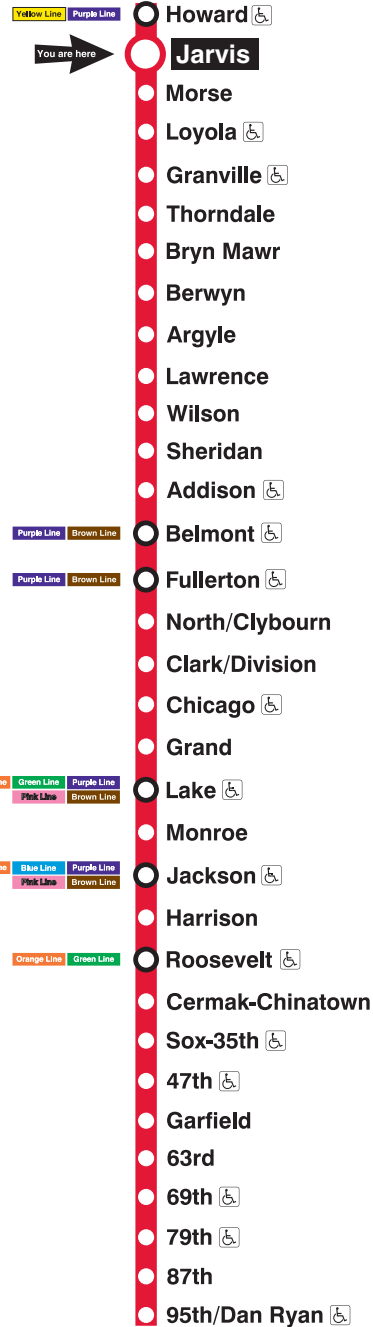 Yellow Line Purple Line Howard
You are here Jarvis
Morse
Loyola
Granville
Thorndale
Bryn Mawr
Berwyn
Argyle
Lawrence
Wilson
Sheridan
Addison
Purple Line Brown Line Belmont
Purple Line Brown Line Fullerton
North/Clybourn
Clark/Division
Chicago
Grand
Green Line Purple Line
Pink Line Brown Line
Lake
Monroe
Blue Line Purple Line
Pink Line Brown Line
Jackson
Harrison
Orange Line Green Line Roosevelt
Cermak-Chinatown
Sox-35th
47th
Garfield
63rd
69th
79th
87th
95th/Dan Ryan